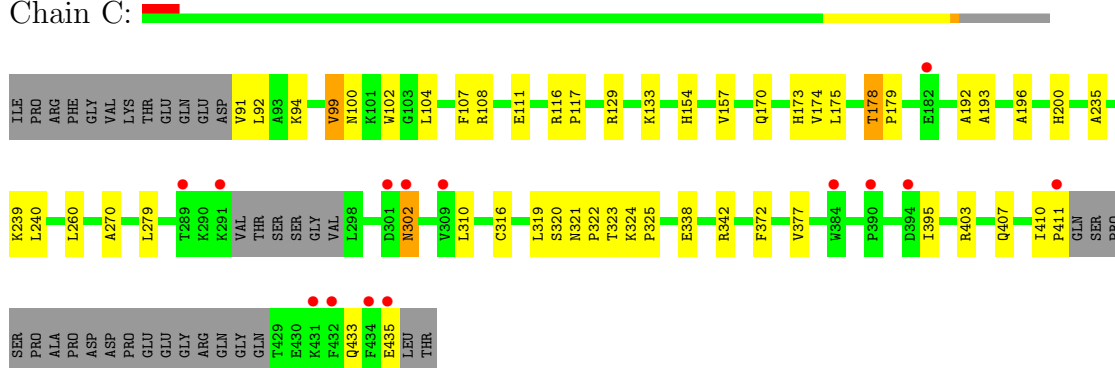 Chain C:
ILE PRO ARG PHE GLY VAL LYS THR GLU GLN GLU ASP V91 L92 A93 K94 V99 N100 K101 W102 G103 L104 F107 R108 E111 R116 P117 R129 K133 H154 V157 Q170 H173 V174 L175 T178 P179 E182 A192 A193 A196 H200 A235
K239 L240 L260 A270 L279 T289 K290 K291 VAL THR SER SER GLY VAL L298 D301 N302 V309 L310 C316 L319 S320 N321 P322 T323 K324 P325 E338 R342 F372 V377 W384 P390 D394 I395 R403 Q407 I410 P411 GLN SER PRO
SER PRO ALA PRO ASP ASP PRO GLU GLU GLY ARG GLN GLY GLN T429 E430 K431 F432 Q433 F434 E435 LEU THR